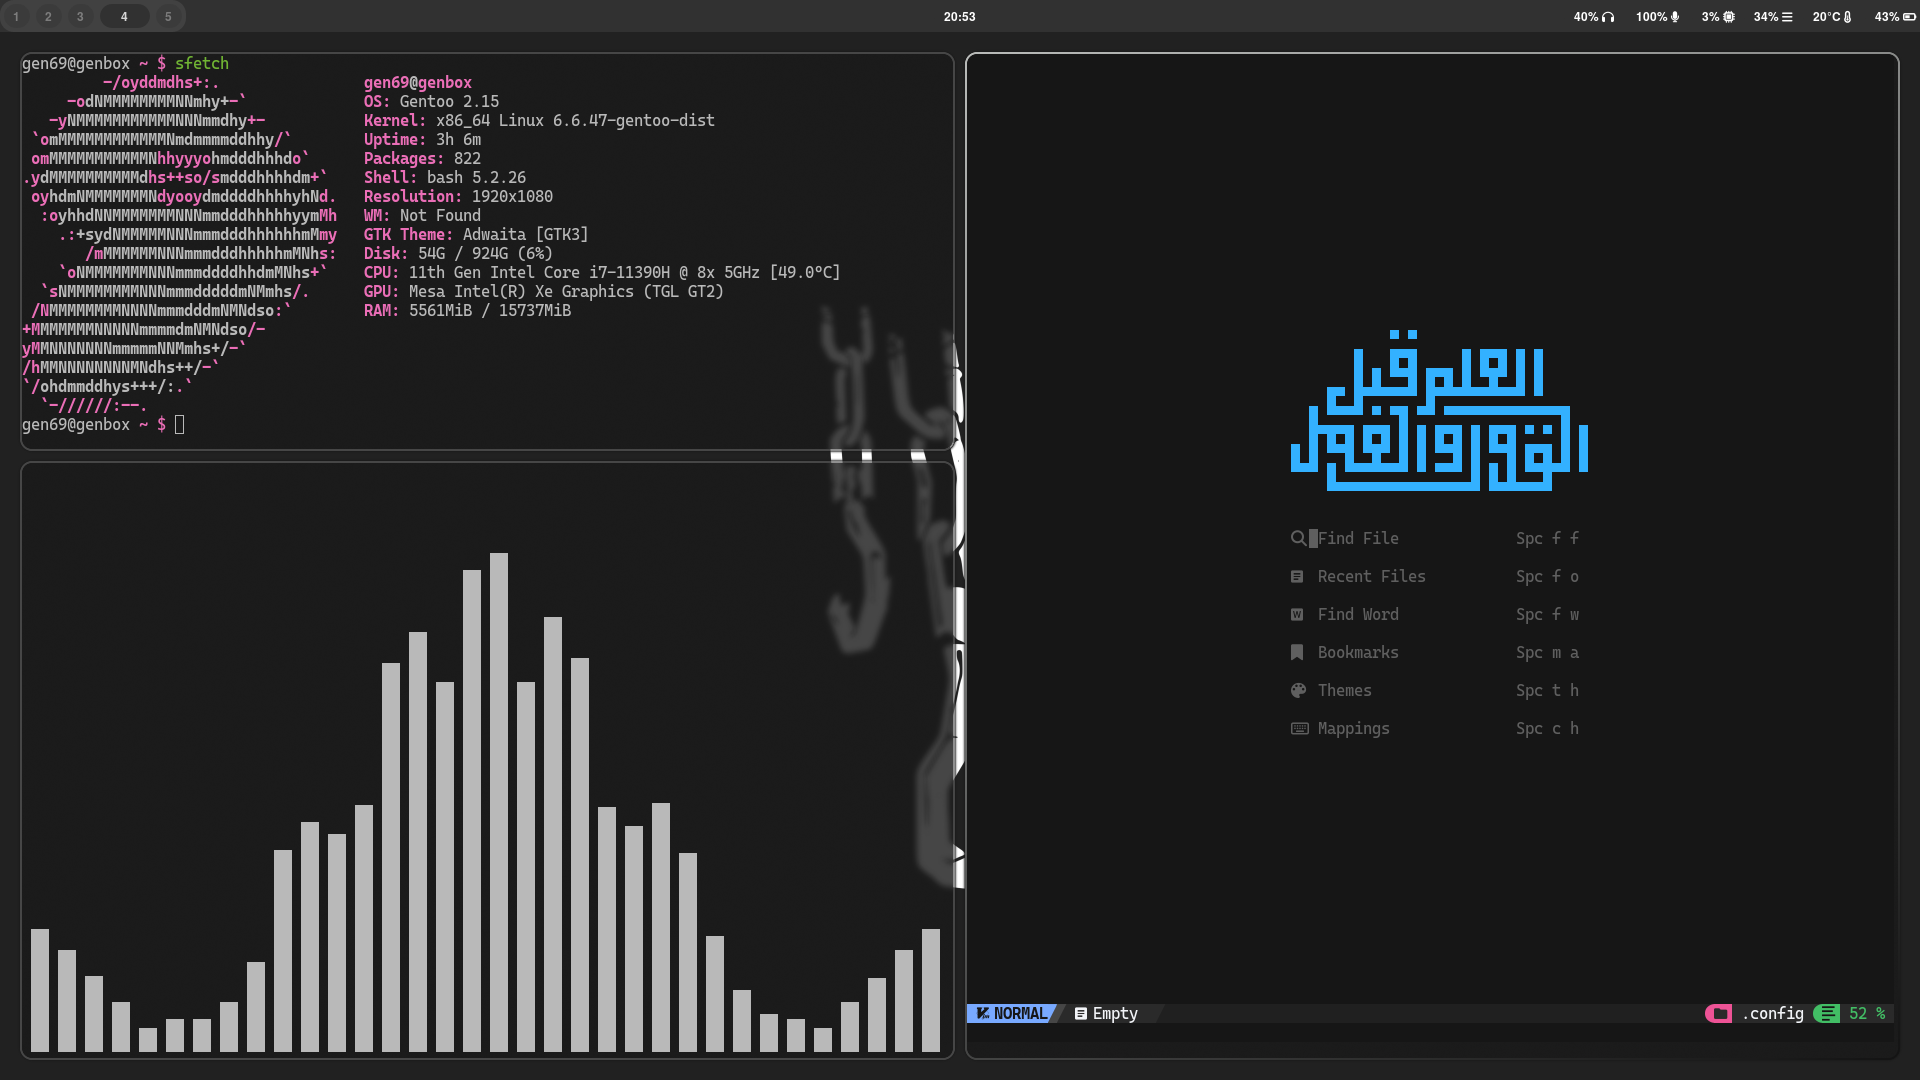 1 2 3 4 5
20:53
40% 100% 3% 34% 20°C 43%
gen69@genbox ~ $ sfetch
-/oyddmdhs+:.
-odNMMMMMMMMNNmhy+-`
-yNMMMMMMMMMMMNNNmmdhy+-
`omMMMMMMMMMMMMNmdmmmmddhhy/`
omMMMMMMMMMMMNhhyyyohmdddhhhdo`
.ydMMMMMMMMMMdhs++so/smdddhhhhdm+`
oyhdmNMMMMMMMNdyooydmddddhhhhyhNd.
:oyhhdNNMMMMMMMNNNmmdddhhhhhyymMh
.:+sydNMMMMMNNNmmmdddhhhhhhmMmy
/mMMMMMMNNNmmmdddhhhhhmMNhs:
`oNMMMMMMMNNNmmmddddhhdmMNhs+`
`sNMMMMMMMMNNNmmmdddddmNMmhs/.
/NMMMMMMMMNNNNmmmdddmNMNdso:`
+MMMMMMMNNNNNmmmmdmNMNdso/-
yMMNNNNNNNmmmmmNNMmhs+/-`
/hMMNNNNNNNNMNdhs++/-`
`/ohdmmddhys+++/:.`
`-//////:--.
gen69@genbox
OS: Gentoo 2.15
Kernel: x86_64 Linux 6.6.47-gentoo-dist
Uptime: 3h 6m
Packages: 822
Shell: bash 5.2.26
Resolution: 1920x1080
WM: Not Found
GTK Theme: Adwaita [GTK3]
Disk: 54G / 924G (6%)
CPU: 11th Gen Intel Core i7-11390H @ 8x 5GHz [49.0°C]
GPU: Mesa Intel(R) Xe Graphics (TGL GT2)
RAM: 5561MiB / 15737MiB
gen69@genbox ~ $
العلم قبل
القول والعمل
Find File Spc f f
Recent Files Spc f o
Find Word Spc f w
Bookmarks Spc m a
Themes Spc t h
Mappings Spc c h
NORMAL Empty .config 52 %